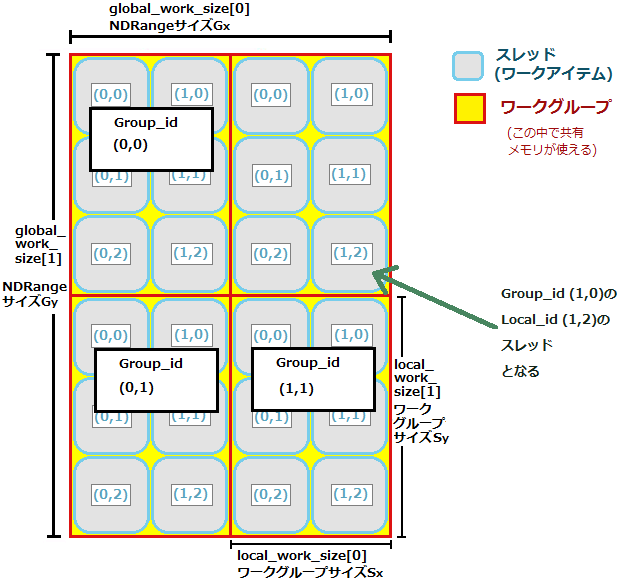 global_work_size[0]
NDRangeサイズGx
スレッド
(ワークアイテム)
ワークグループ
(この中で共有
メモリが使える)
(0,0)
(1,0)
(0,0)
(1,0)
Group_id
(0,0)
(0,1)
(1,1)
(0,1)
(1,1)
(0,2)
(1,2)
(0,2)
(1,2)
global_
work_
size[1]
NDRange
サイズGy
Group_id (1,0)の
Local_id (1,2)の
スレッド
となる
(0,0)
(1,0)
(0,0)
(1,0)
Group_id
(0,1)
Group_id
(1,1)
(0,1)
(1,1)
(0,1)
(1,1)
(0,2)
(1,2)
(0,2)
(1,2)
local_
work_
size[1]
ワーク
グループ
サイズSy
local_work_size[0]
ワークグループサイズSx